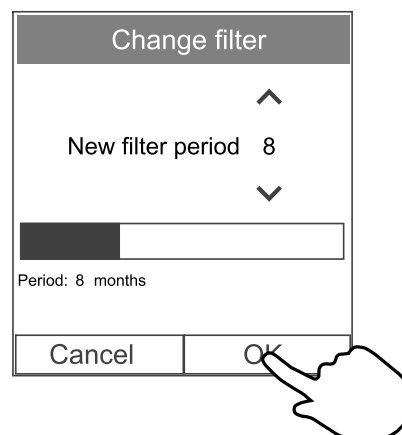 Change filter
New filter period 8
Period: 8 months
Cancel OK